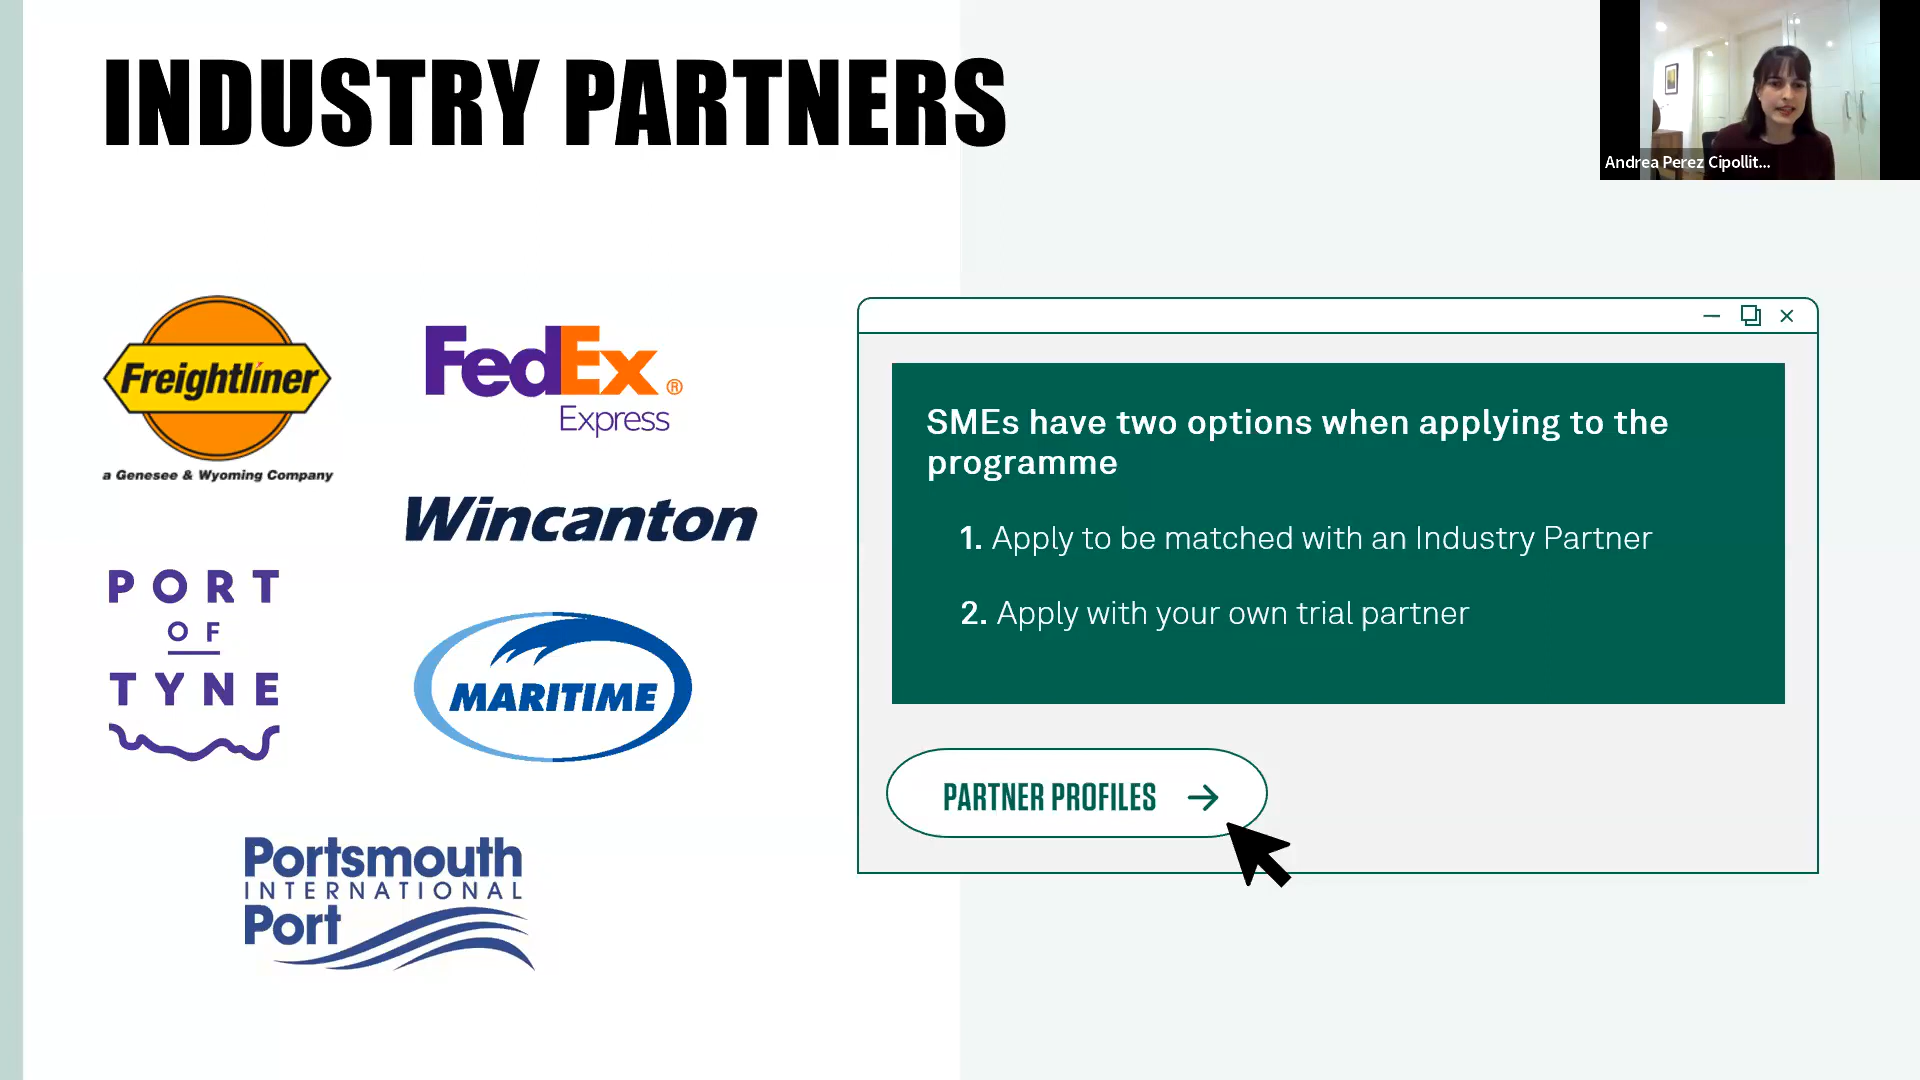 INDUSTRY PARTNERS
Andrea Perez Cipollit...
Freightliner
a Genesee & Wyoming Company
FedEx®
Express
Wincanton
PORT
OF
TYNE
MARITIME
Portsmouth
INTERNATIONAL
Port
SMEs have two options when applying to the
programme
1. Apply to be matched with an Industry Partner
2. Apply with your own trial partner
PARTNER PROFILES →